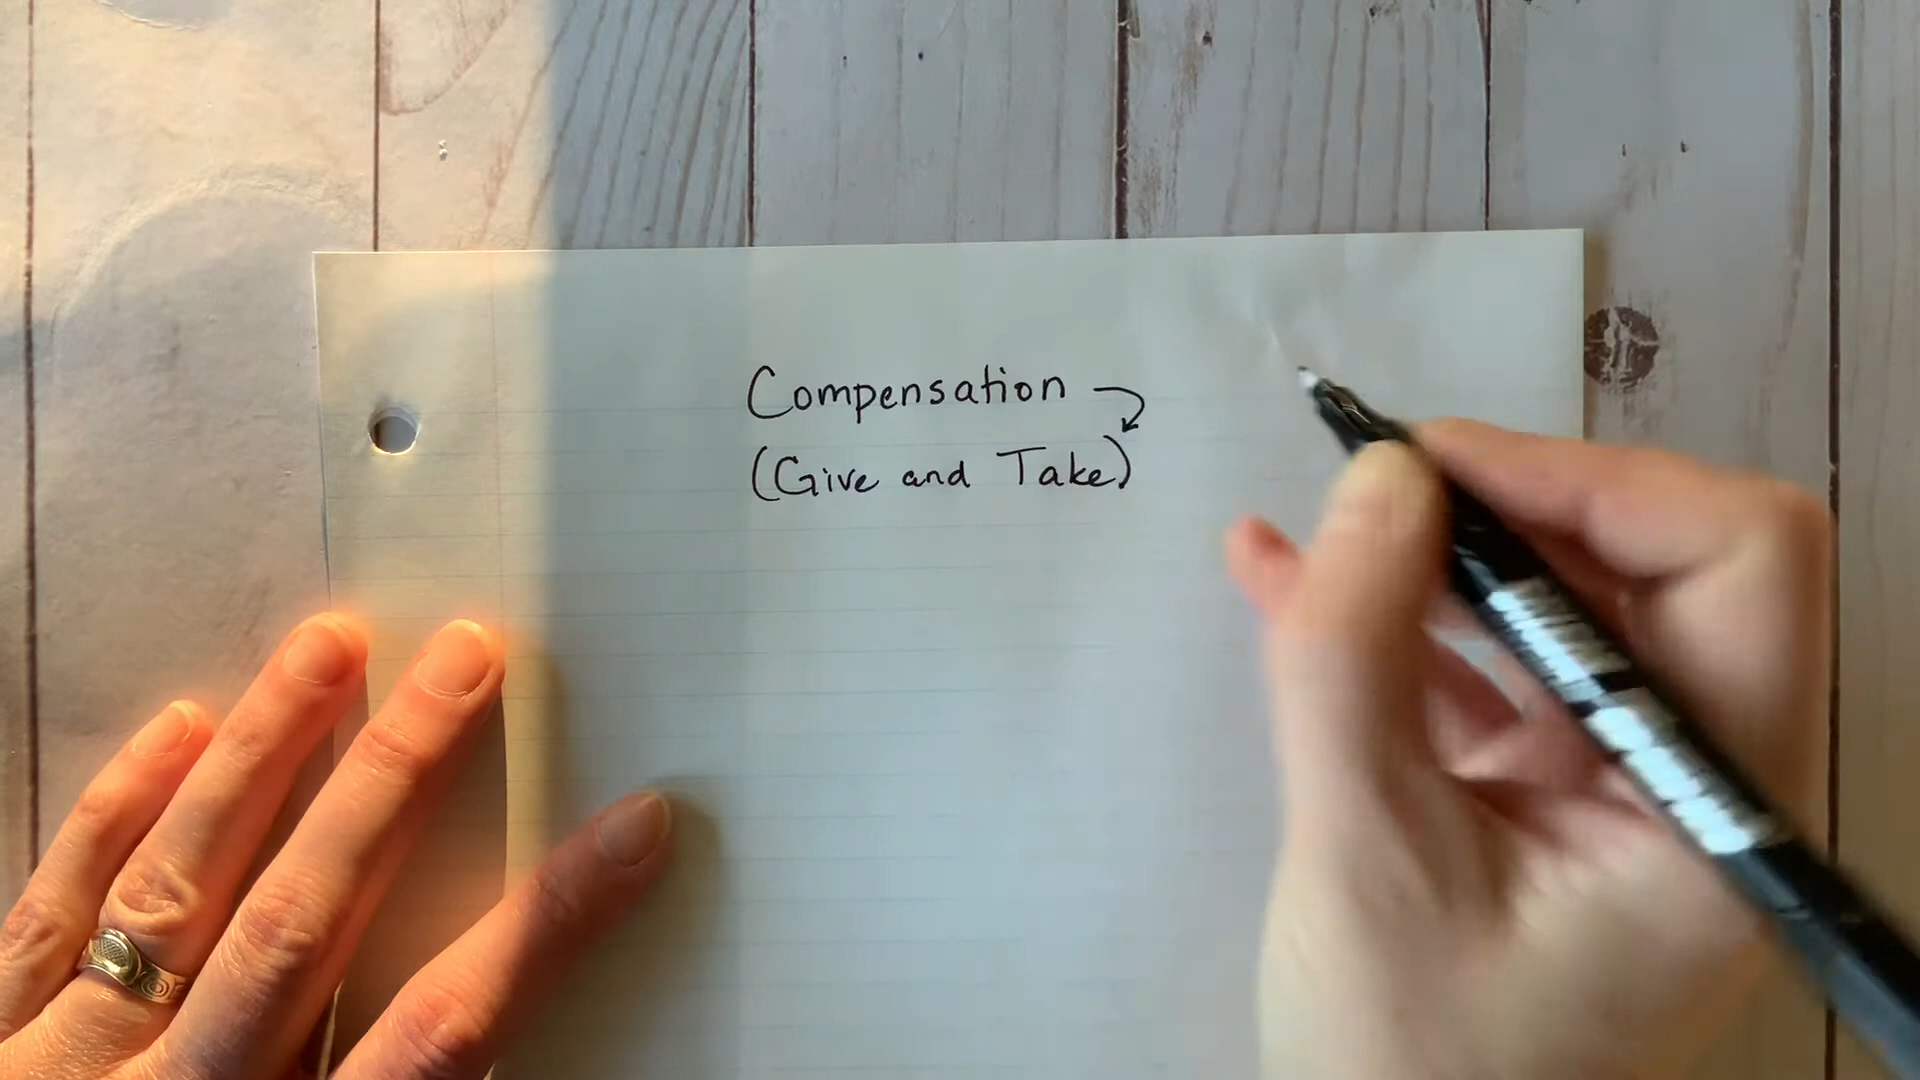 Compensation
(Give and Take)